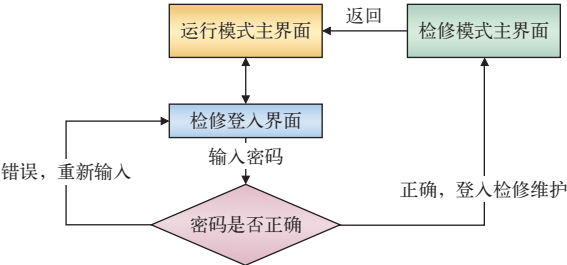 运行模式主界面
返回
检修模式主界面
检修登入界面
输入密码
错误，重新输入
正确，登入检修维护
密码是否正确